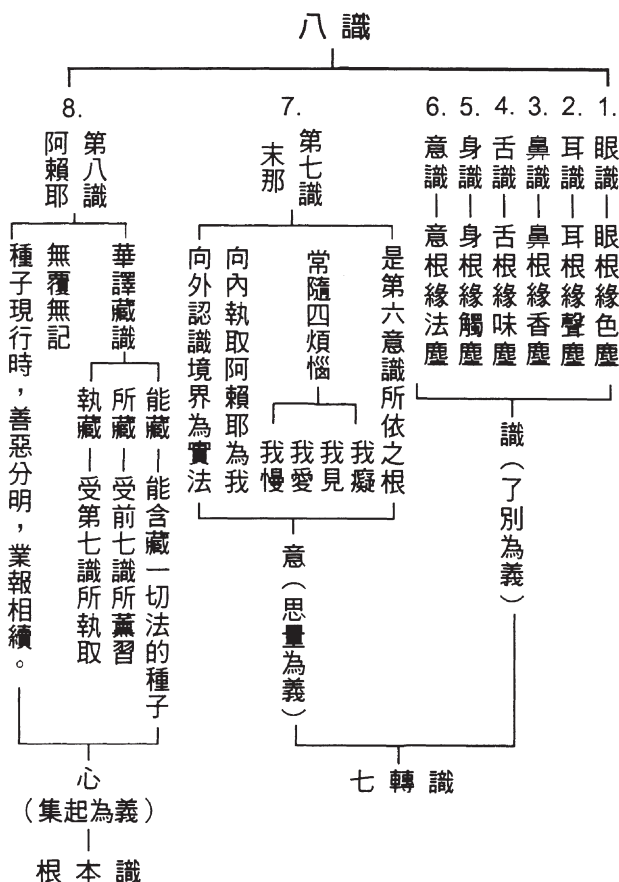 八識
1.
眼識－眼根緣色塵
2.
耳識－耳根緣聲塵
3.
鼻識－鼻根緣香塵
4.
舌識－舌根緣味塵
5.
身識－身根緣觸塵
6.
意識－意根緣法塵
識（了別為義）
7.
第七識
末那
是第六意識所依之根
常隨四煩惱
我癡
我見
我愛
我慢
向內執取阿賴耶為我
向外認識境界為實法
意（思量為義）
七轉識
8.
第八識
阿賴耶
華譯藏識
能藏－能含藏一切法的種子
所藏－受前七識所薰習
執藏－受第七識所執取
無覆無記
種子現行時，善惡分明，業報相續。
心
（集起為義）
根本識